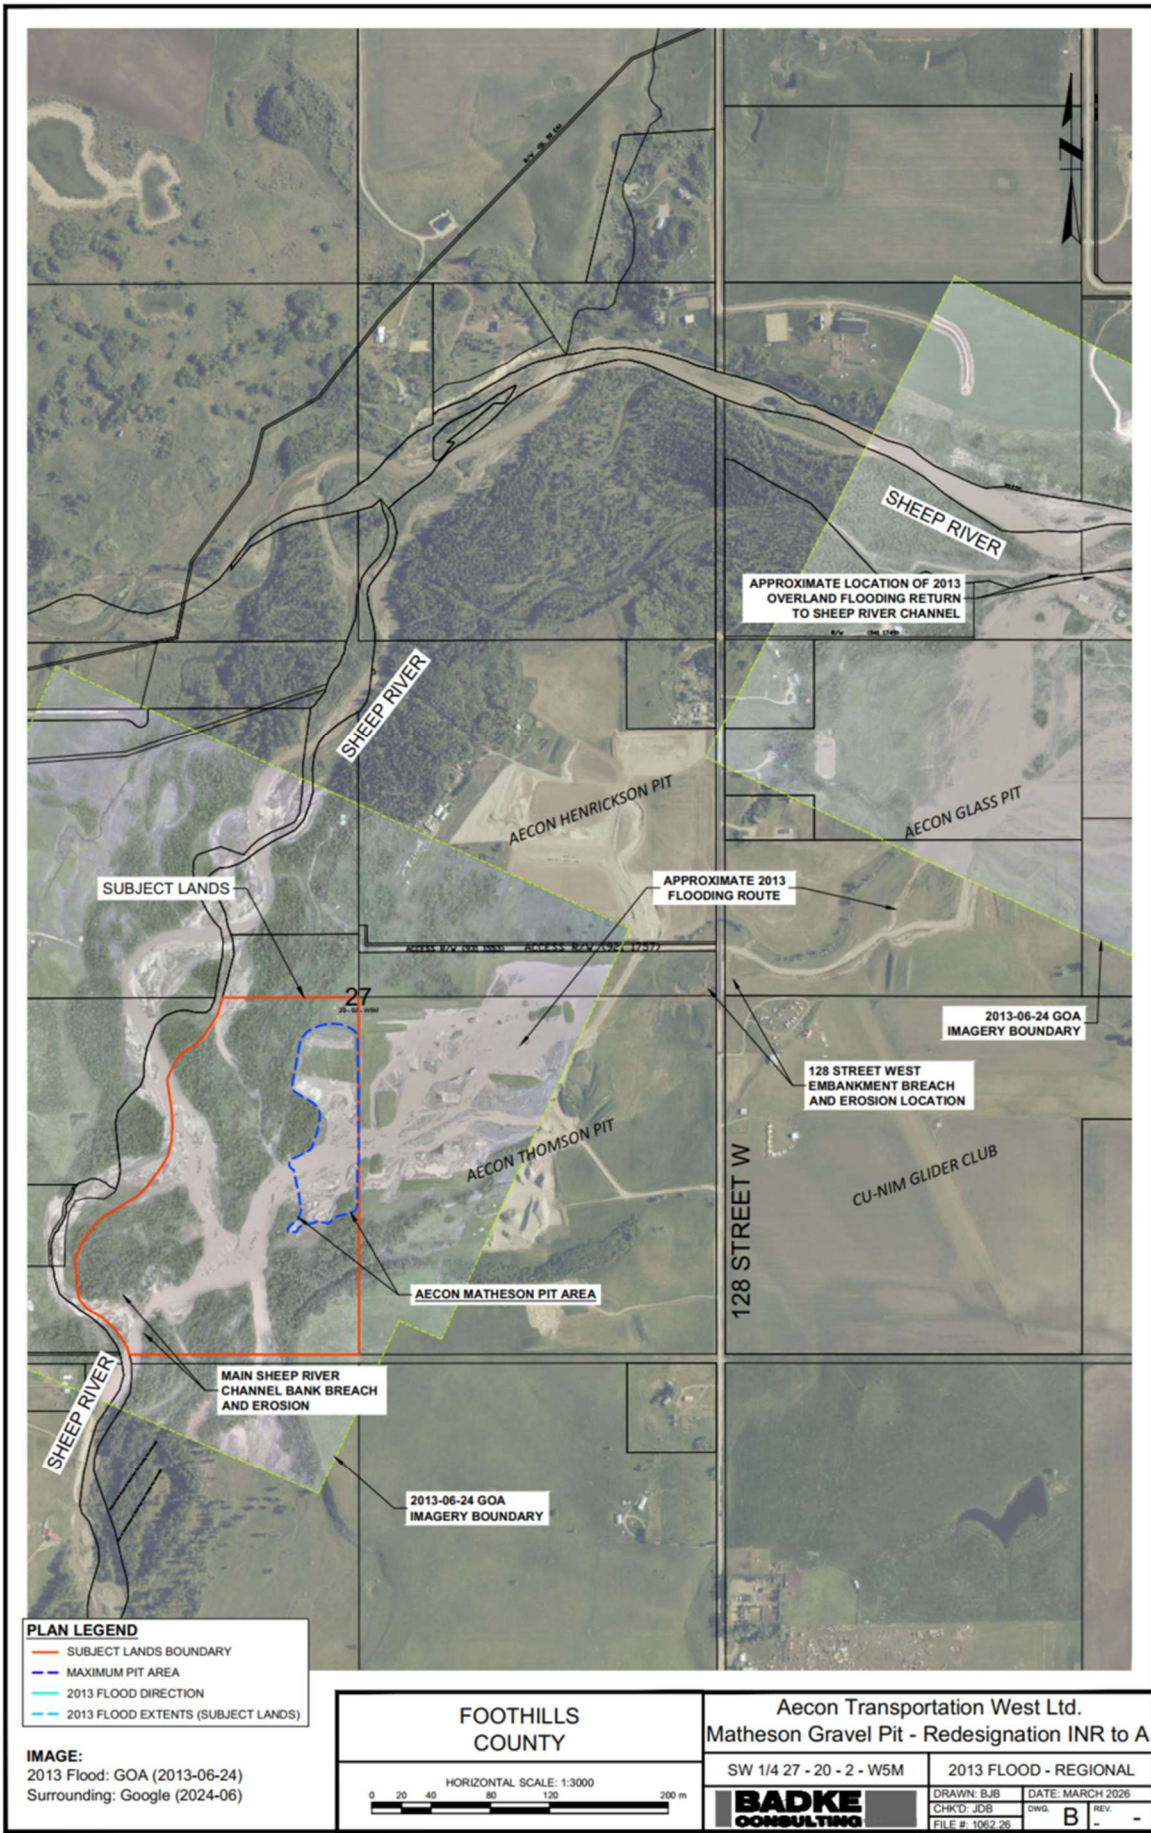 N
SHEEP RIVER
APPROXIMATE LOCATION OF 2013
OVERLAND FLOODING RETURN
TO SHEEP RIVER CHANNEL
SHEEP RIVER
AECON HENRICKSON PIT
AECON GLASS PIT
SUBJECT LANDS
APPROXIMATE 2013
FLOODING ROUTE
27
2013-06-24 GOA
IMAGERY BOUNDARY
128 STREET WEST
EMBANKMENT BREACH
AND EROSION LOCATION
AECON THOMSON PIT
CU-NIM GLIDER CLUB
128 STREET W
AECON MATHESON PIT AREA
MAIN SHEEP RIVER
CHANNEL BANK BREACH
AND EROSION
SHEEP RIVER
2013-06-24 GOA
IMAGERY BOUNDARY
PLAN LEGEND
SUBJECT LANDS BOUNDARY
MAXIMUM PIT AREA
2013 FLOOD DIRECTION
2013 FLOOD EXTENTS (SUBJECT LANDS)
IMAGE:
2013 Flood: GOA (2013-06-24)
Surrounding: Google (2024-06)
FOOTHILLS
COUNTY
HORIZONTAL SCALE: 1:3000
0 40 80 120 200 m
Aecon Transportation West Ltd.
Matheson Gravel Pit - Redesignation INR to A
SW 1/4 27 - 20 - 2 - W5M
2013 FLOOD - REGIONAL
BADKE
CONSULTING
DRAWN: BJB
DATE: MARCH 2026
CHK'D: JDB
DWG. B
REV. -
-
FILE #: 1062.26